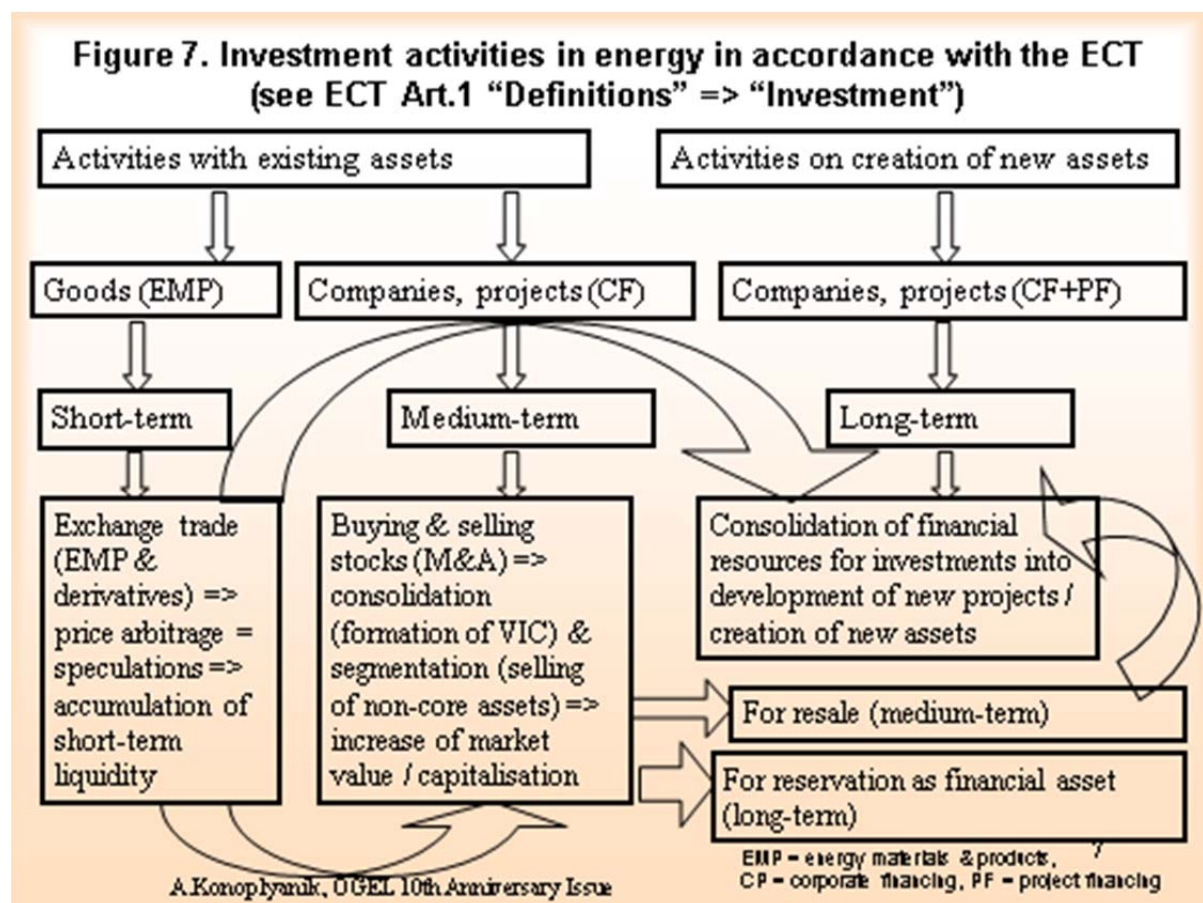 Figure 7. Investment activities in energy in accordance with the ECT
(see ECT Art.1 “Definitions” => “Investment”)
Activities with existing assets
Activities on creation of new assets
Goods (EMP)
Companies, projects (CF)
Companies, projects (CF+PF)
Short-term
Medium-term
Long-term
Exchange trade
(EMP &
derivatives) =>
price arbitrage =
speculations =>
accumulation of
short-term
liquidity
Buying & selling
stocks (M&A) =>
consolidation
(formation of VIC) &
segmentation (selling
of non-core assets) =>
increase of market
value / capitalisation
Consolidation of financial
resources for investments into
development of new projects /
creation of new assets
For resale (medium-term)
For reservation as financial asset
(long-term)
EMP = energy materials & products,
7
CP = corporate financing, PF = project financing
A.Konoplyanik, OGEL 10th Anniversary Issue